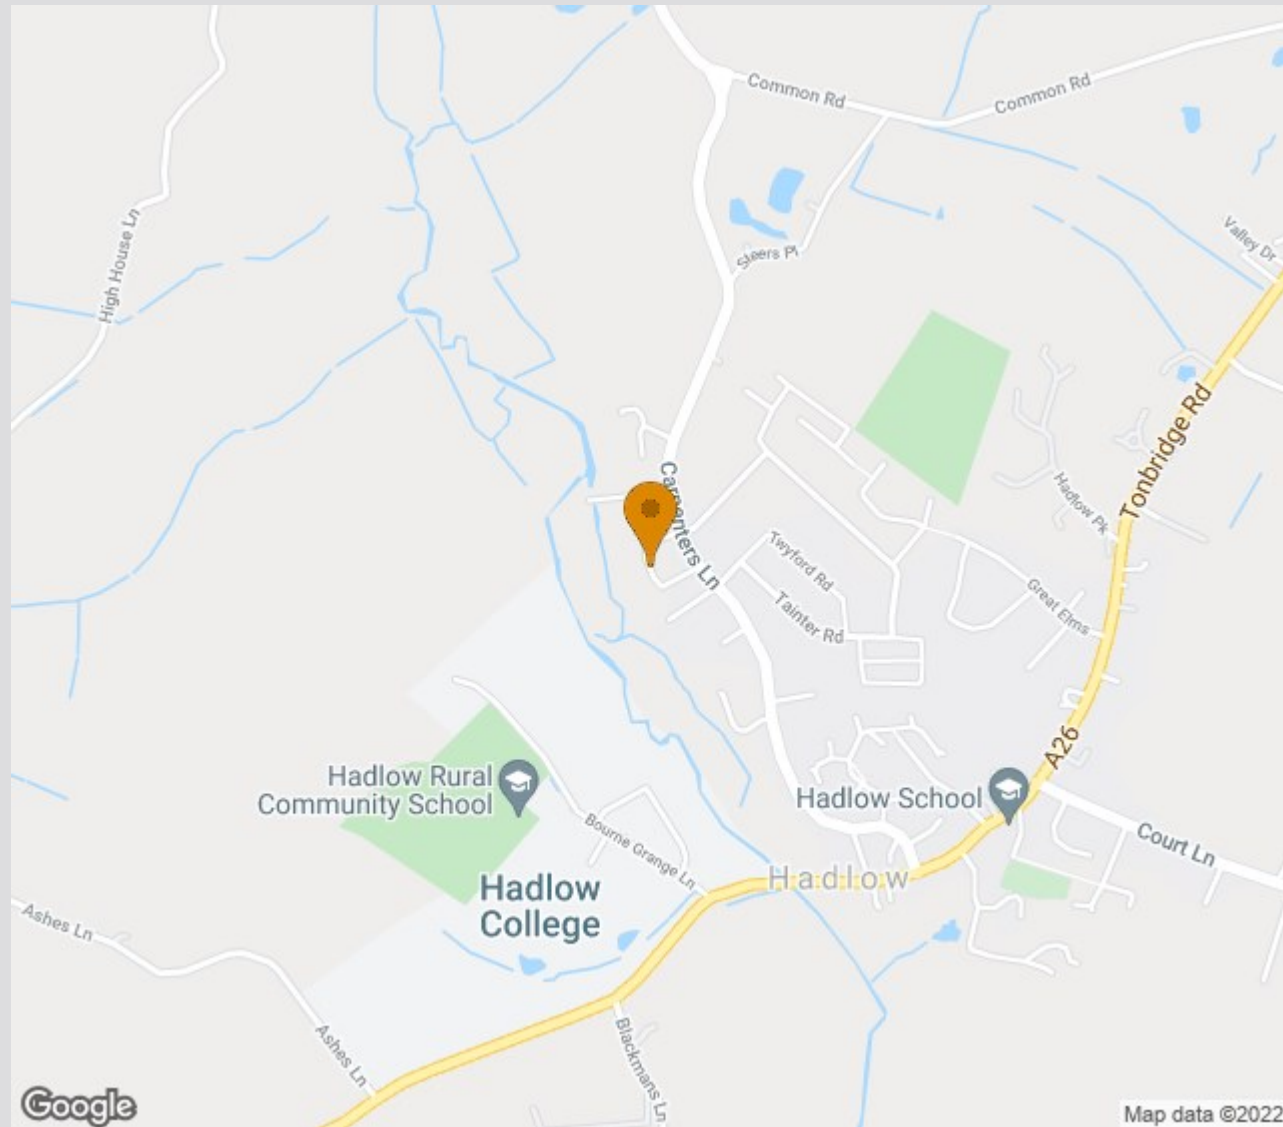 Common Rd
Common Rd
High House Ln
Steers Pl
Valley Dr
Tonbridge Rd
Carpenters Ln
Hadlow Pk
Twyford Rd
Tainter Rd
Great Elms
A26
Hadlow Rural
Community School
Hadlow School
Bourne Grange Ln
Court Ln
Hadlow
Hadlow
College
Ashes Ln
Ashes Ln
Blackmans Ln
Google
Map data ©2022